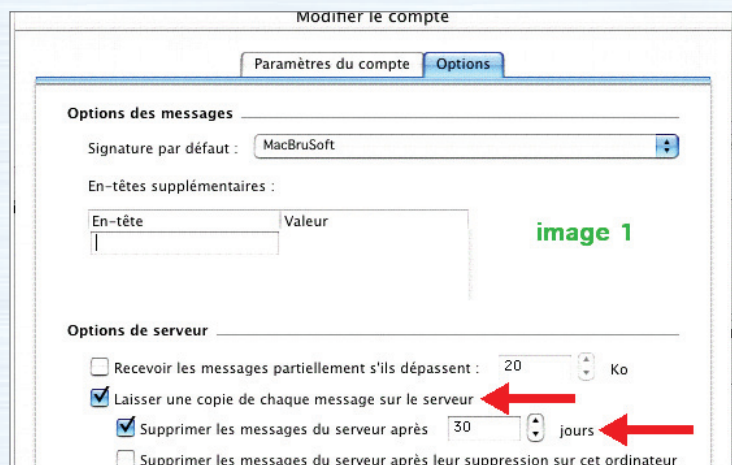 Modifier le compte
Paramètres du compte Options
Options des messages
Signature par défaut : MacBruSoft
En-têtes supplémentaires :
En-tête Valeur
image 1
Options de serveur
Recevoir les messages partiellement s'ils dépassent : 20 Ko
Laisser une copie de chaque message sur le serveur
Supprimer les messages du serveur après 30 jours
Supprimer les messages du serveur après leur suppression sur cet ordinateur